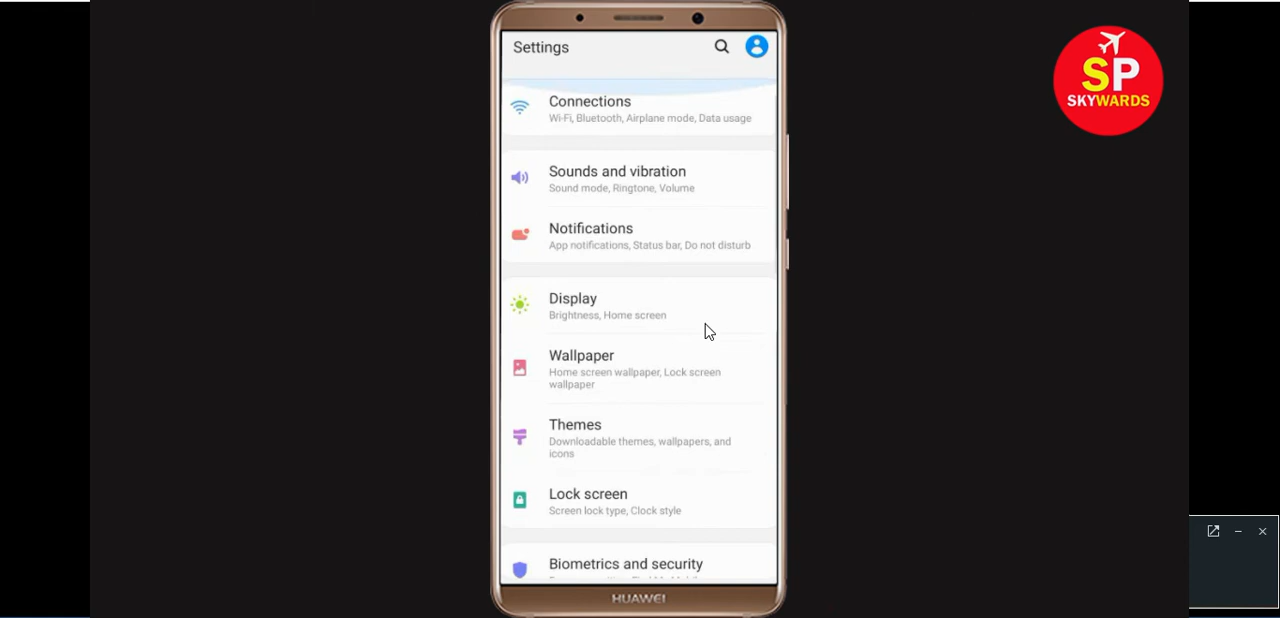 Settings
Connections
Wi-Fi, Bluetooth, Airplane mode, Data usage
Sounds and vibration
Sound mode, Ringtone, Volume
Notifications
App notifications, Status bar, Do not disturb
Display
Brightness, Home screen
Wallpaper
Home screen wallpaper, Lock screen
wallpaper
Themes
Downloadable themes, wallpapers, and
icons
Lock screen
Screen lock type, Clock style
Biometrics and security
HUAWEI
SP
SKYWARDS